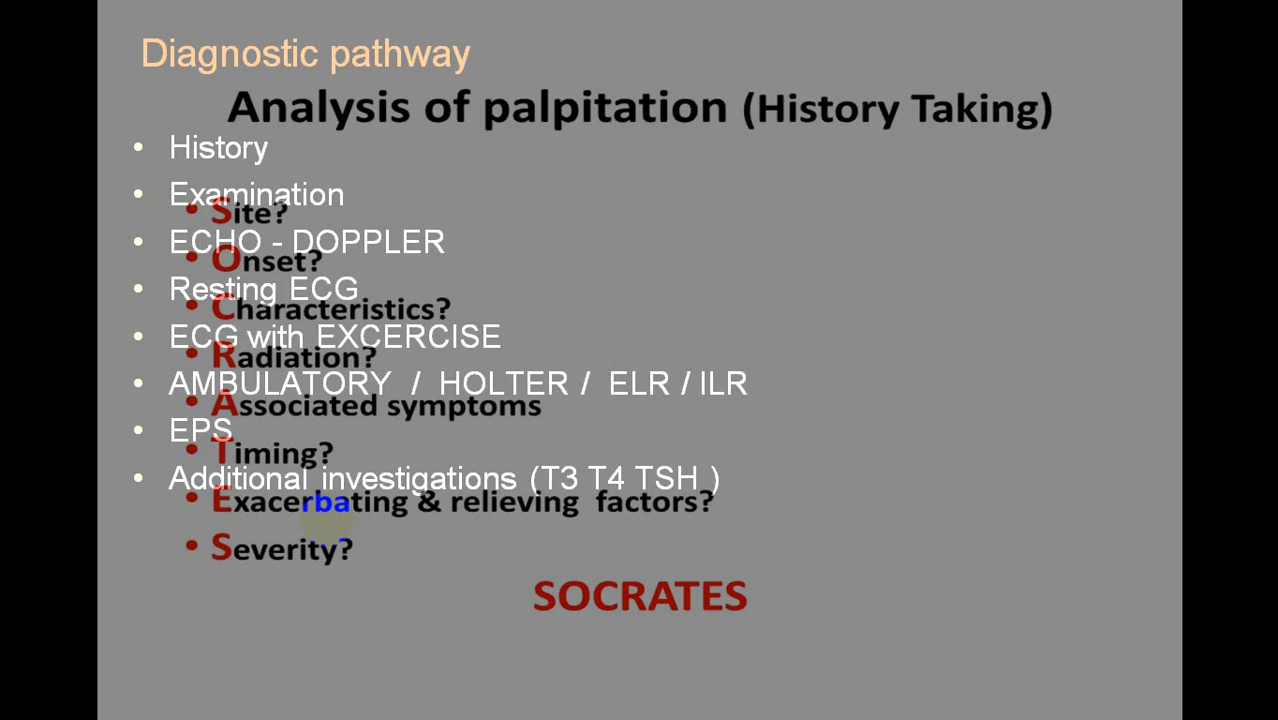 Diagnostic pathway
Analysis of palpitation (History Taking)
• History
• Examination
• Site?
• ECHO - DOPPLER
• Onset?
• Resting ECG
• Characteristics?
• ECG with EXCERCISE
• Radiation?
• AMBULATORY / HOLTER / ELR / ILR
• Associated symptoms
• EPS
• Timing?
• Additional investigations (T3 T4 TSH )
• Exacerbating & relieving factors?
• Severity?
SOCRATES